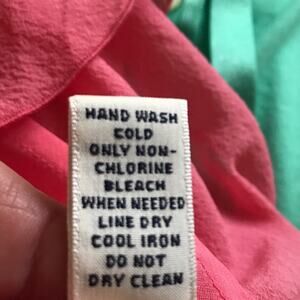 HAND WASH
COLD
ONLY NON-
CHLORINE
BLEACH
WHEN NEEDED
LINE DRY
COOL IRON
DO NOT
DRY CLEAN